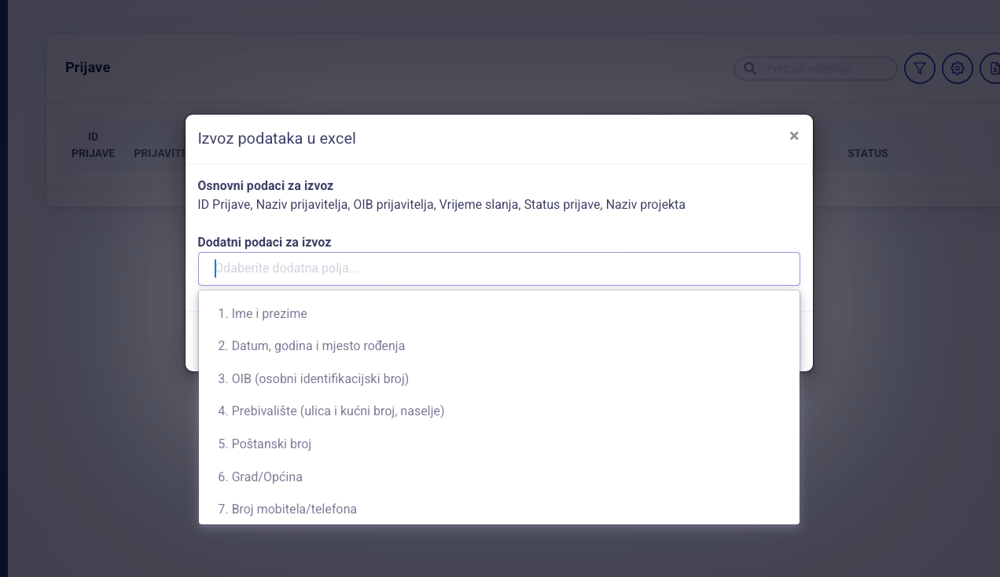 Prijave
Pretraži natječaje
ID
PRIJAVE
STATUS
Izvoz podataka u excel
×
Osnovni podaci za izvoz
ID Prijave, Naziv prijavitelja, OIB prijavitelja, Vrijeme slanja, Status prijave, Naziv projekta
Dodatni podaci za izvoz
Odaberite dodatna polja...
1. Ime i prezime
2. Datum, godina i mjesto rođenja
3. OIB (osobni identifikacijski broj)
4. Prebivalište (ulica i kućni broj, naselje)
5. Poštanski broj
6. Grad/Općina
7. Broj mobitela/telefona